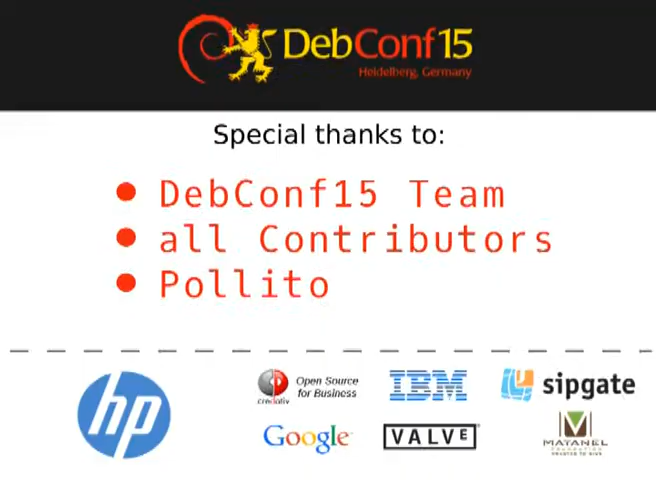 DebConf15
Heidelberg, Germany
Special thanks to:
DebConf15 Team
all Contributors
Pollito
hp
credativ
Open Source
for Business
IBM
sipgate
Google
VALVE
MATANEL
FOUNDATION